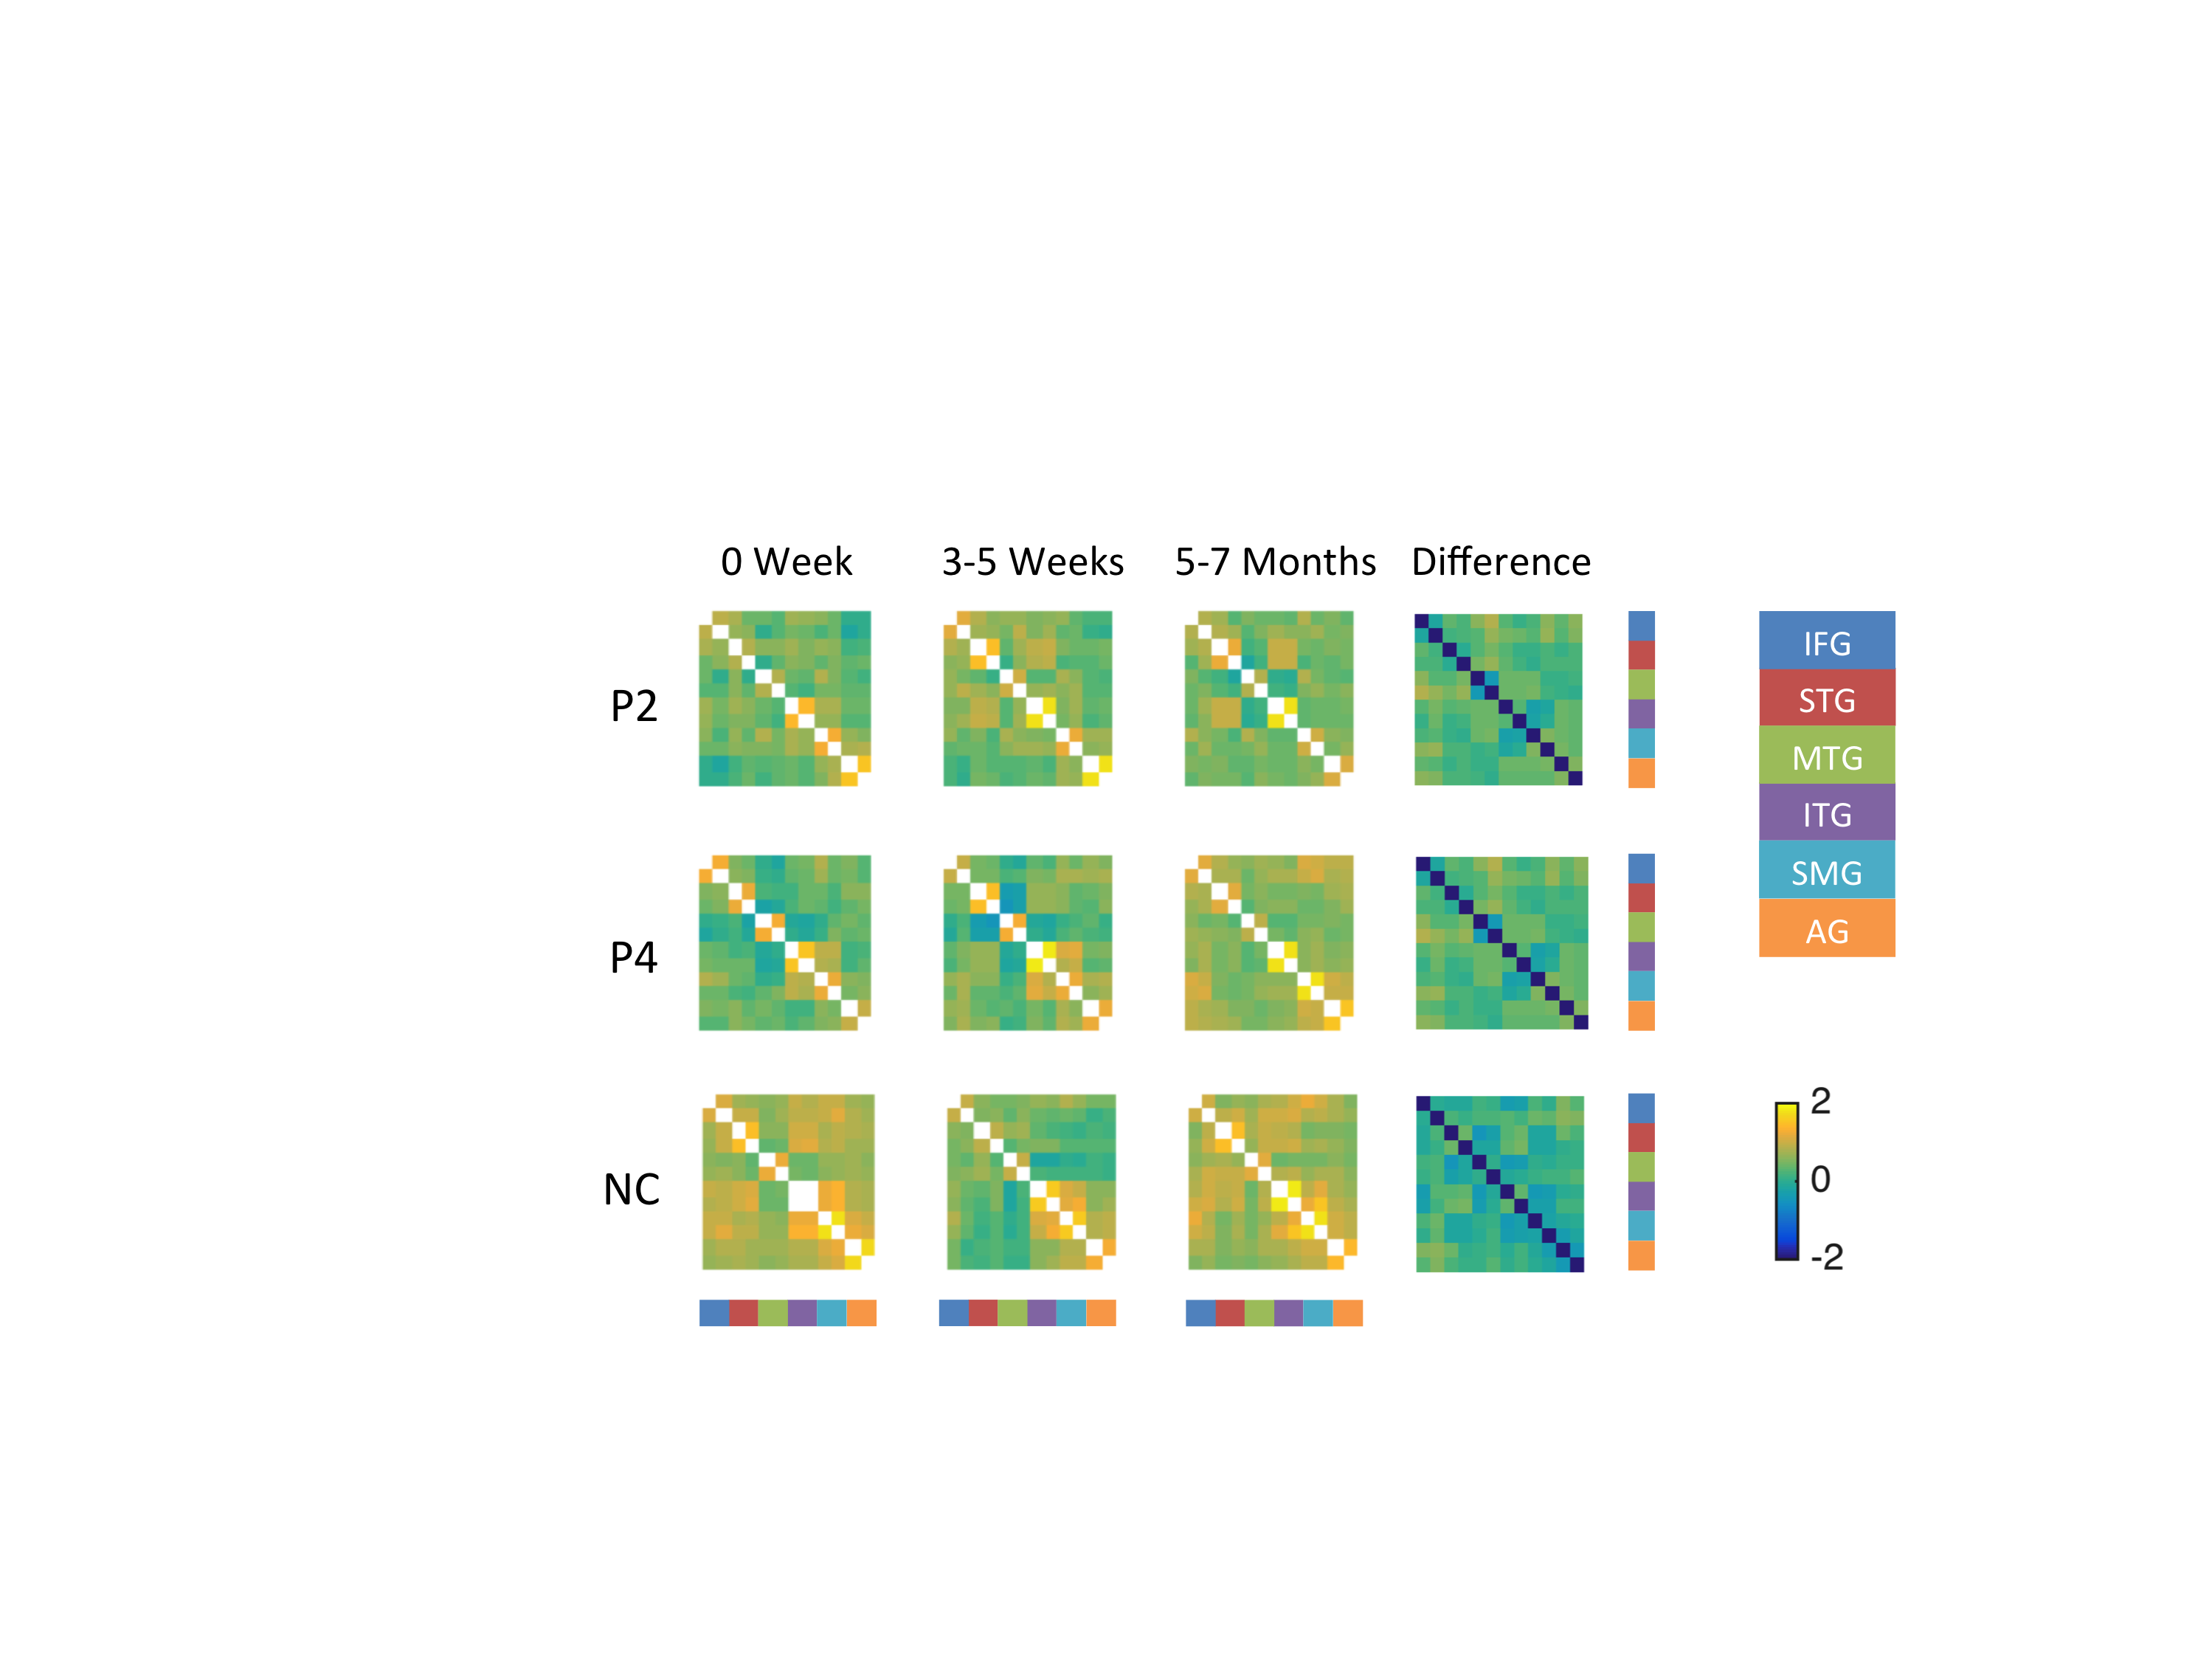 0 Week 3-5 Weeks 5-7 Months Difference
P2
IFG
STG
MTG
ITG
SMG
AG
P4
NC
2
0
-2